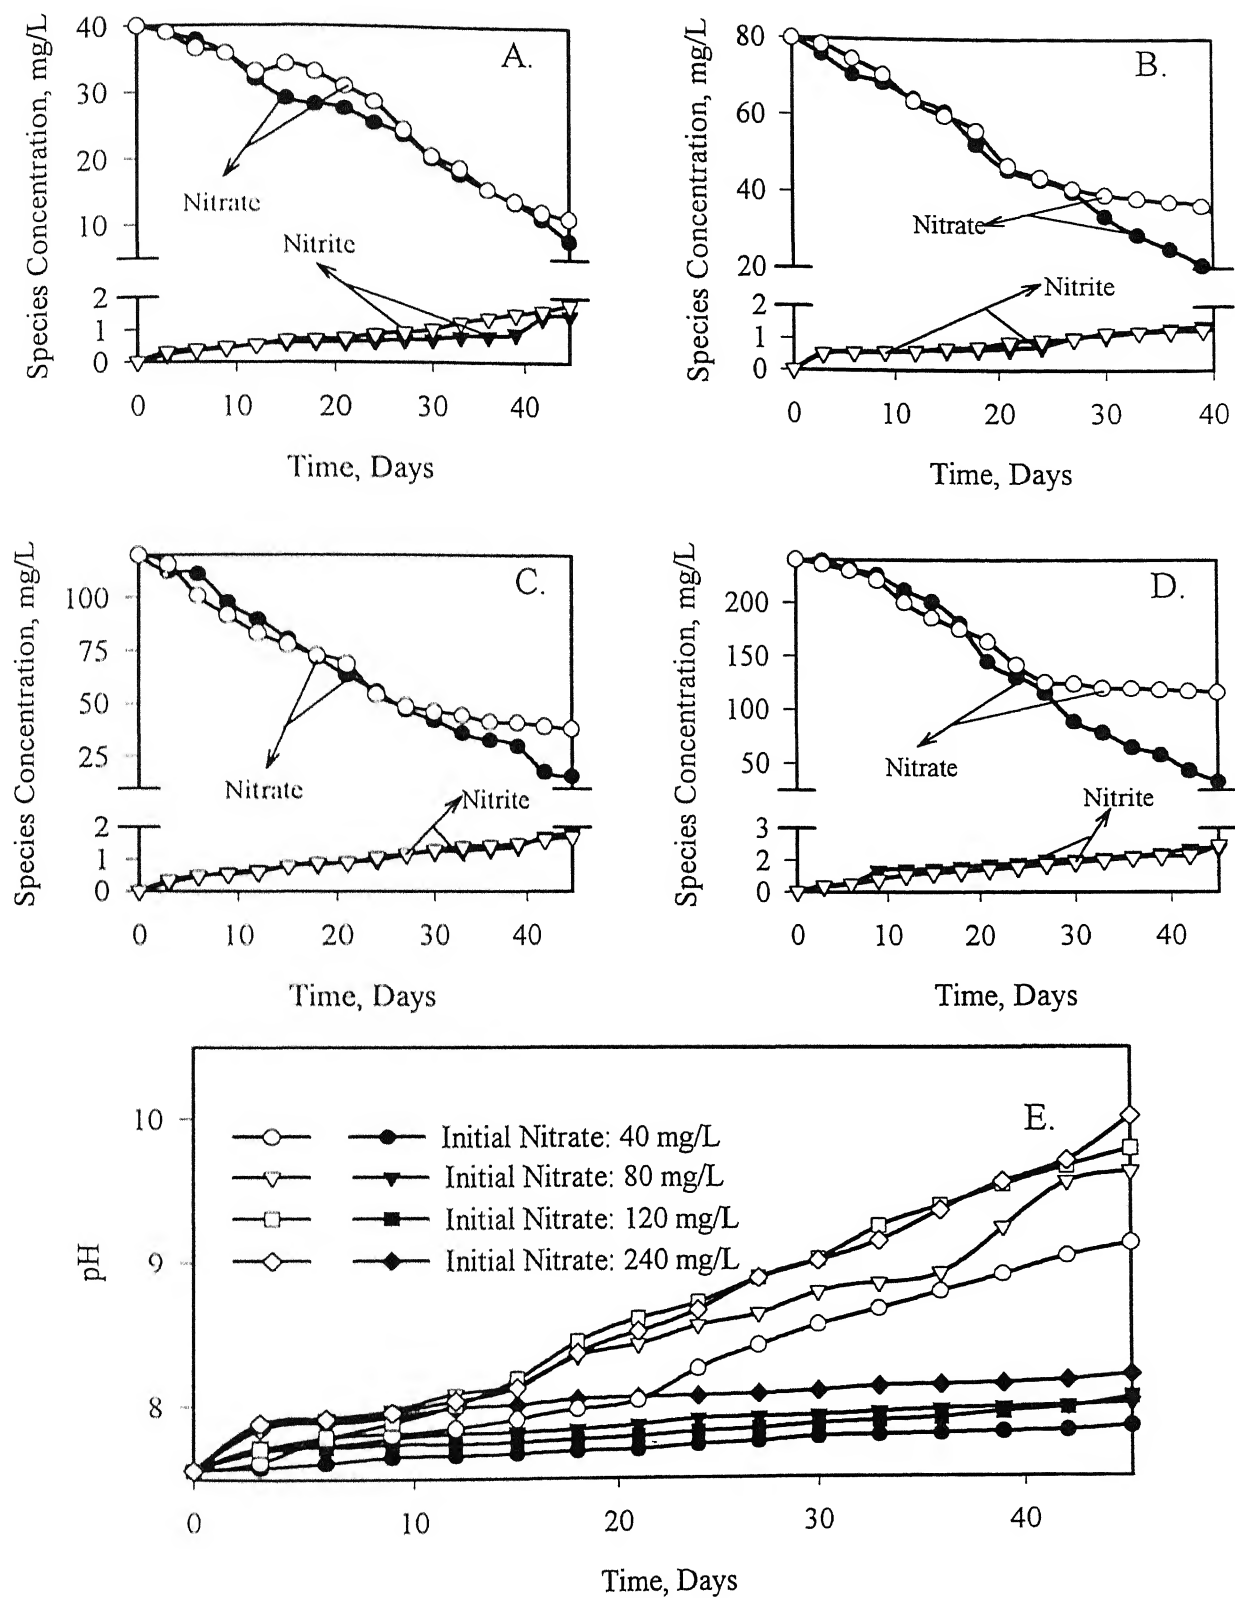 Species Concentration, mg/L
40
30
20
10
2
1
0
A.
Nitrate
Nitrite
0 10 20 30 40
Time, Days
Species Concentration, mg/L
80
60
40
20
2
1
0
B.
Nitrate
Nitrite
0 10 20 30 40
Time, Days
Species Concentration, mg/L
100
75
50
25
2
1
0
C.
Nitrate
Nitrite
0 10 20 30 40
Time, Days
Species Concentration, mg/L
200
150
100
50
3
2
1
0
D.
Nitrate
Nitrite
0 10 20 30 40
Time, Days
pH
10
9
8
E.
Initial Nitrate: 40 mg/L
Initial Nitrate: 80 mg/L
Initial Nitrate: 120 mg/L
Initial Nitrate: 240 mg/L
0 10 20 30 40
Time, Days